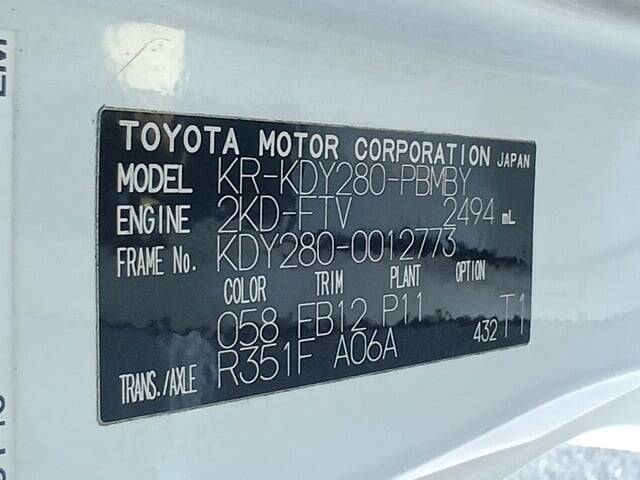 TOYOTA MOTOR CORPORATION JAPAN
MODEL KR-KDY280-PBMBY
ENGINE 2KD-FTV 2494 mL
FRAME No. KDY280-0012773
COLOR TRIM PLANT OPTION
058 FB12 P11 432 T1
TRANS./AXLE R351F A06A